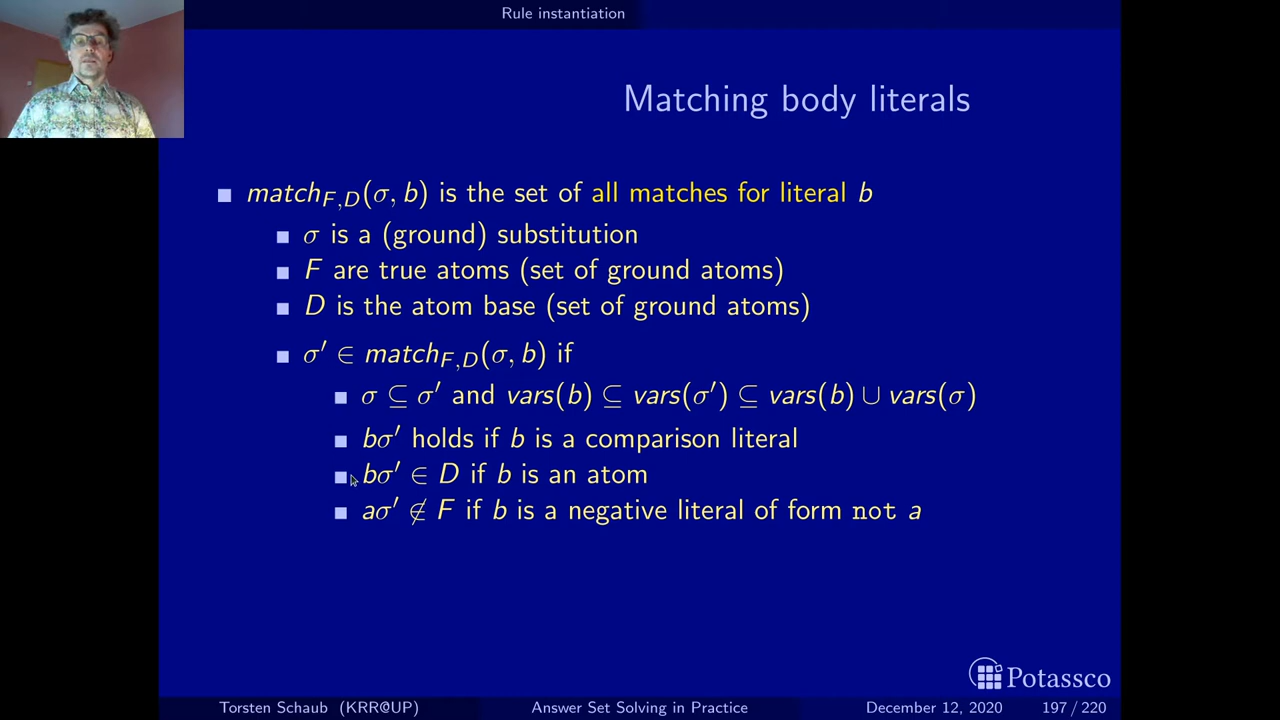 Rule instantiation
Matching body literals
match_{F,D}(σ, b) is the set of all matches for literal b
σ is a (ground) substitution
F are true atoms (set of ground atoms)
D is the atom base (set of ground atoms)
σ′ ∈ match_{F,D}(σ, b) if
σ ⊆ σ′ and vars(b) ⊆ vars(σ′) ⊆ vars(b) ∪ vars(σ)
bσ′ holds if b is a comparison literal
bσ′ ∈ D if b is an atom
aσ′ ∉ F if b is a negative literal of form not a
Potassco
Torsten Schaub (KRR@UP) Answer Set Solving in Practice December 12, 2020 197 / 220